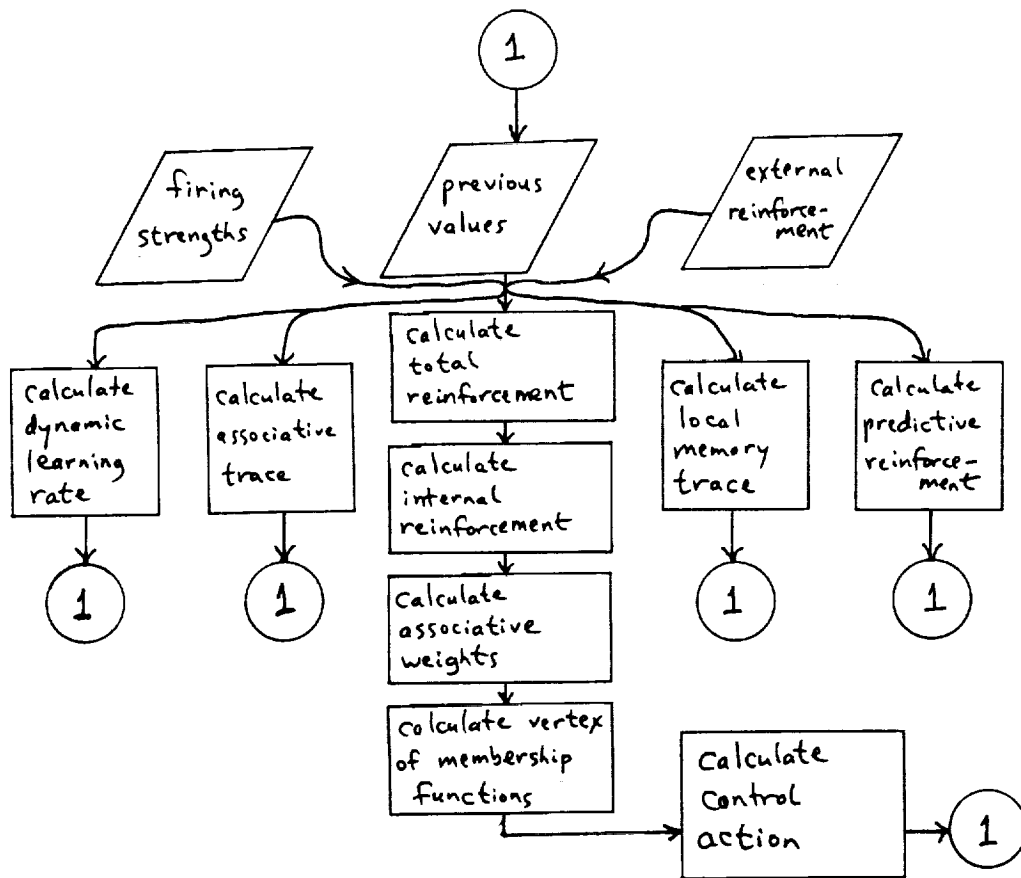 1
firing
strengths
previous
values
external
reinforce-
ment
Calculate
dynamic
learning
rate
Calculate
associative
trace
Calculate
total
reinforcement
Calculate
local
memory
trace
Calculate
predictive
reinforce-
ment
Calculate
internal
reinforcement
1
1
1
1
Calculate
associative
weights
Calculate vertex
of membership
functions
Calculate
Control
action
1